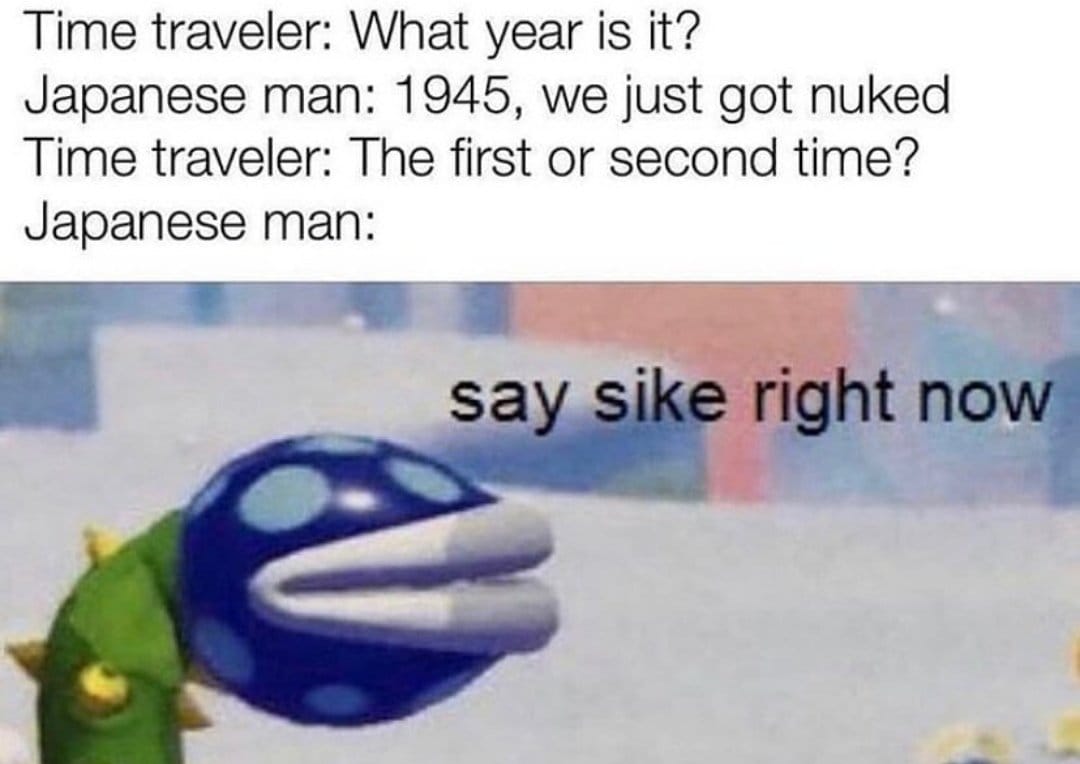 Time traveler: What year is it?
Japanese man: 1945, we just got nuked
Time traveler: The first or second time?
Japanese man:
say sike right now